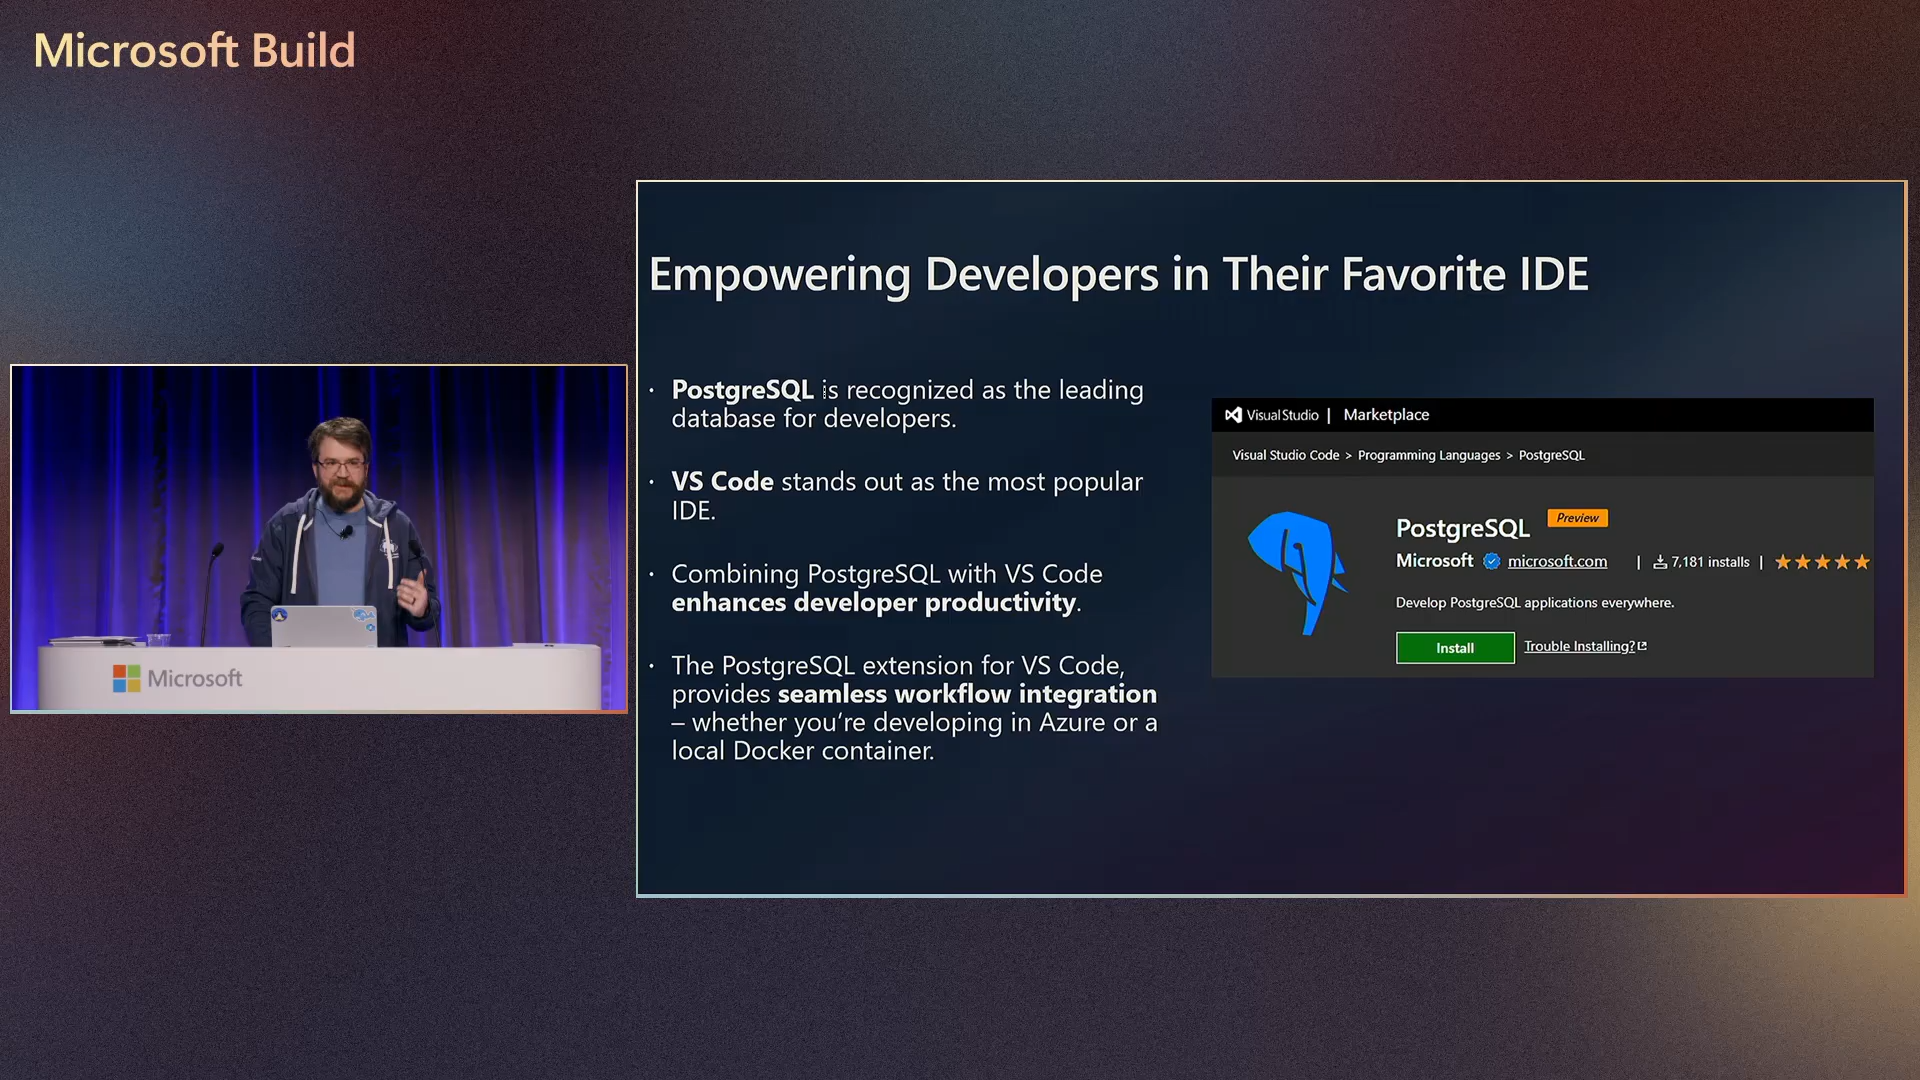 Microsoft Build
Empowering Developers in Their Favorite IDE
· PostgreSQL is recognized as the leading
database for developers.
· VS Code stands out as the most popular
IDE.
· Combining PostgreSQL with VS Code
enhances developer productivity.
· The PostgreSQL extension for VS Code,
provides seamless workflow integration
– whether you’re developing in Azure or a
local Docker container.
Visual Studio | Marketplace
Visual Studio Code > Programming Languages > PostgreSQL
PostgreSQL Preview
Microsoft microsoft.com | 7,181 installs |
Develop PostgreSQL applications everywhere.
Install Trouble Installing?
Microsoft